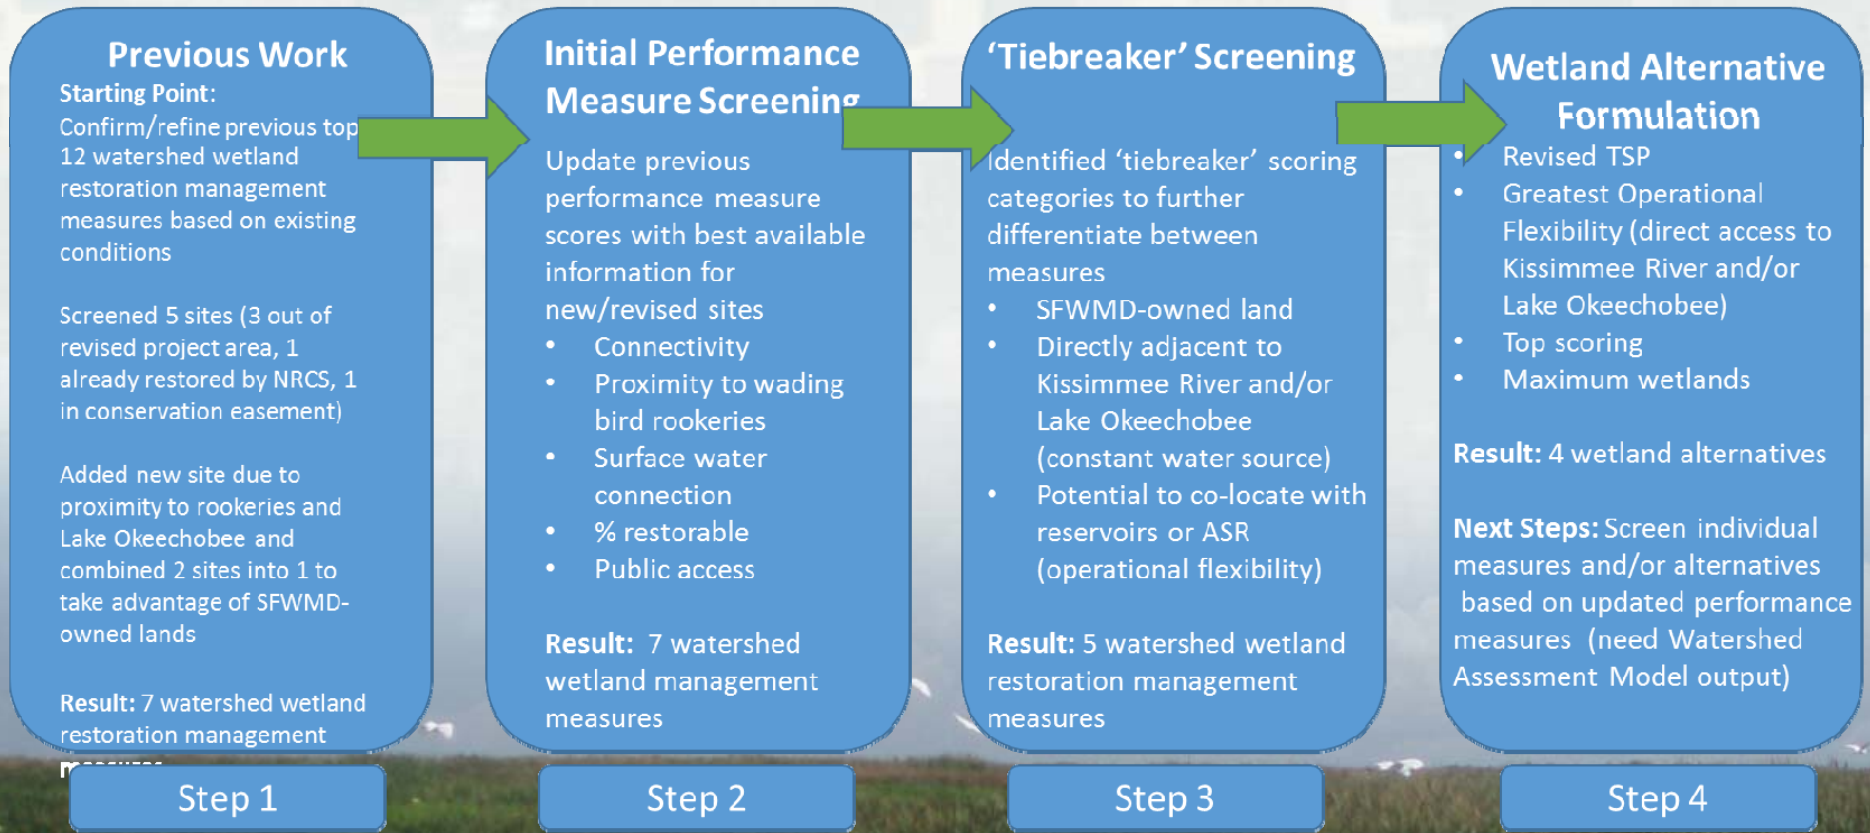 Previous Work
Starting Point:
Confirm/refine previous top
12 watershed wetland
restoration management
measures based on existing
conditions
Screened 5 sites (3 out of
revised project area, 1
already restored by NRCS, 1
in conservation easement)
Added new site due to
proximity to rookeries and
Lake Okeechobee and
combined 2 sites into 1 to
take advantage of SFWMD-
owned lands
Result: 7 watershed wetland
restoration management
measures
Step 1
Initial Performance
Measure Screening
Update previous
performance measure
scores with best available
information for
new/revised sites
• Connectivity
• Proximity to wading
bird rookeries
• Surface water
connection
• % restorable
• Public access
Result: 7 watershed
wetland management
measures
Step 2
‘Tiebreaker’ Screening
Identified ‘tiebreaker’ scoring
categories to further
differentiate between
measures
• SFWMD-owned land
• Directly adjacent to
Kissimmee River and/or
Lake Okeechobee
(constant water source)
• Potential to co-locate with
reservoirs or ASR
(operational flexibility)
Result: 5 watershed wetland
restoration management
measures
Step 3
Wetland Alternative
Formulation
• Revised TSP
• Greatest Operational
Flexibility (direct access to
Kissimmee River and/or
Lake Okeechobee)
• Top scoring
• Maximum wetlands
Result: 4 wetland alternatives
Next Steps: Screen individual
measures and/or alternatives
based on updated performance
measures (need Watershed
Assessment Model output)
Step 4